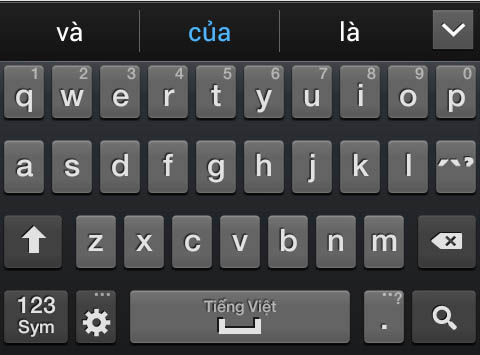 và của là
1 2 3 4 5 6 7 8 9 0
q w e r t y u i o p
a s d f g h j k l
z x c v b n m
123 ... Tiếng Việt ..?
Sym .